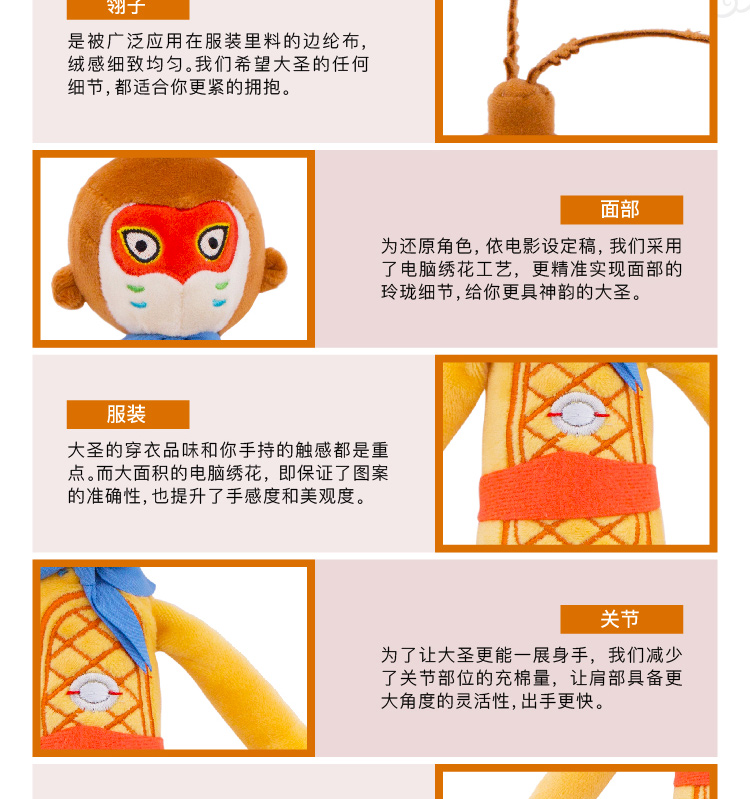 翎子
是被广泛应用在服装里料的边纶布,
绒感细致均匀。我们希望大圣的任何
细节,都适合你更紧的拥抱。
面部
为还原角色，依电影设定稿，我们采用
了电脑绣花工艺，更精准实现面部的
玲珑细节,给你更具神韵的大圣。
服装
大圣的穿衣品味和你手持的触感都是重
点。而大面积的电脑绣花，即保证了图案
的准确性,也提升了手感度和美观度。
关节
为了让大圣更能一展身手，我们减少
了关节部位的充棉量，让肩部具备更
大角度的灵活性,出手更快。